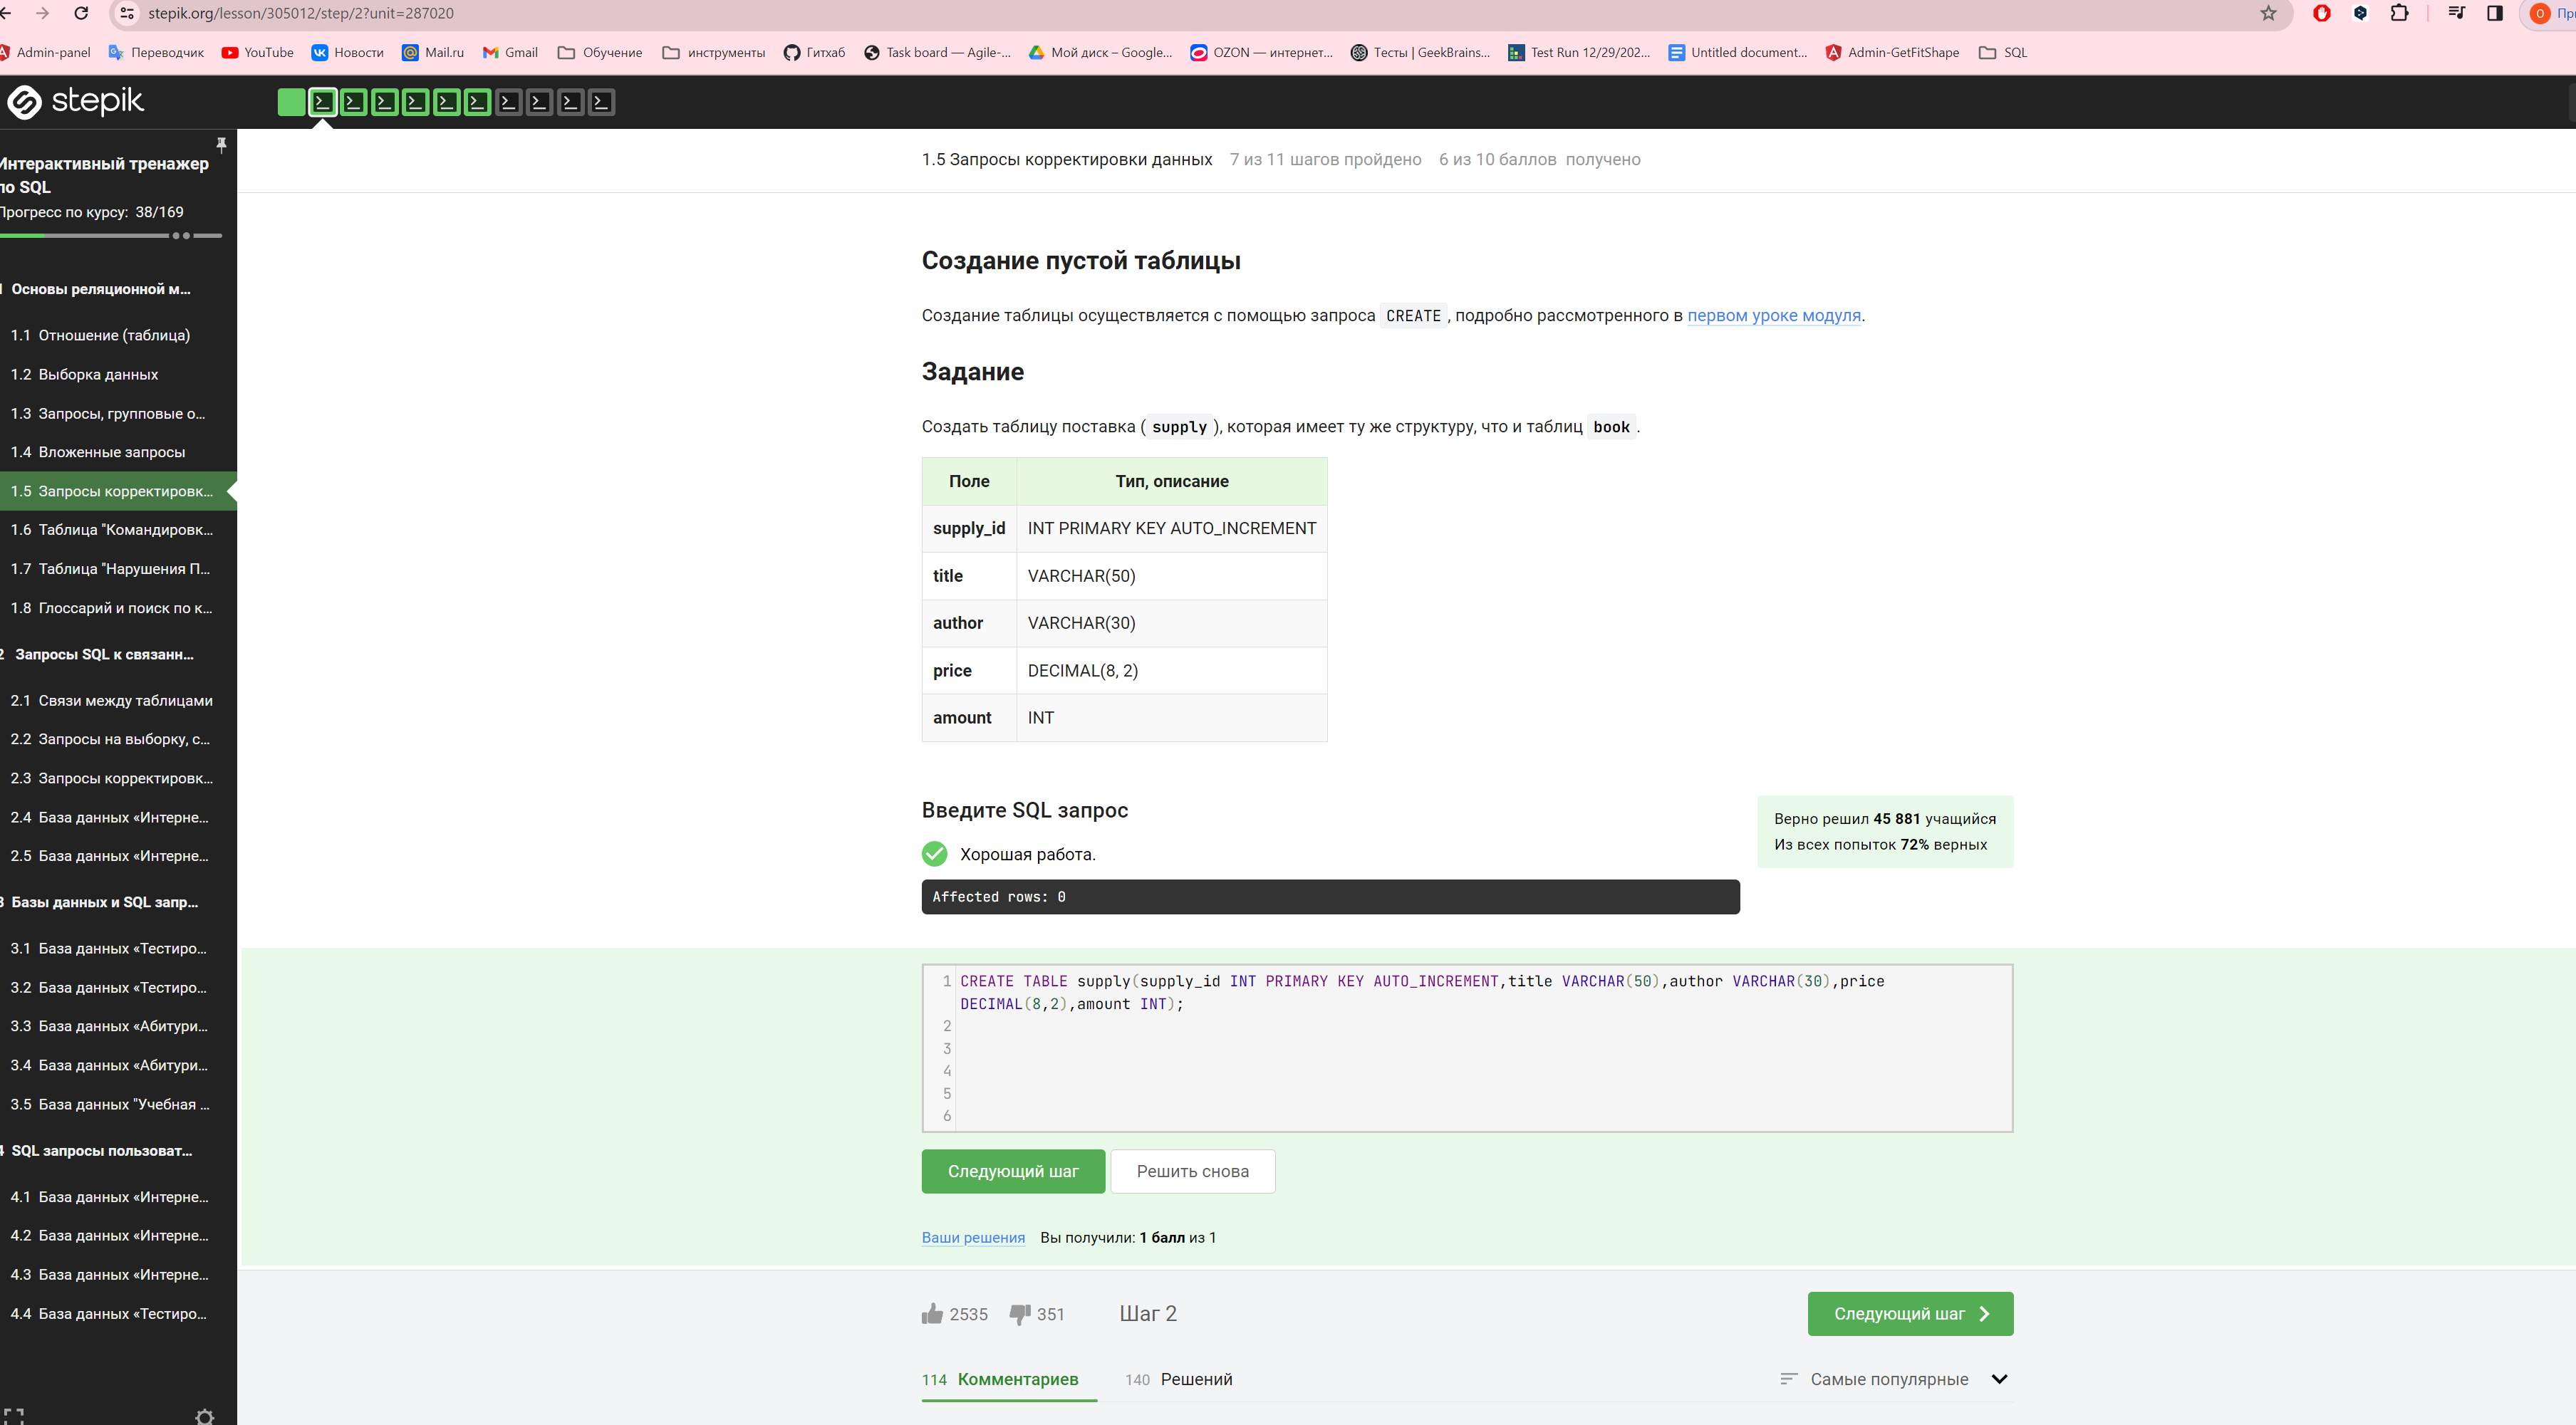 stepik.org/lesson/305012/step/2?unit=287020
Admin-panel Переводчик YouTube Новости Mail.ru Gmail Обучение инструменты Гитхаб Task board — Agile-... Мой диск – Google... OZON — интернет... Тесты | GeekBrains... Test Run 12/29/202... Untitled document... Admin-GetFitShape SQL
stepik
Интерактивный тренажер
по SQL
Прогресс по курсу: 38/169
Основы реляционной м...
1.1 Отношение (таблица)
1.2 Выборка данных
1.3 Запросы, групповые о...
1.4 Вложенные запросы
1.5 Запросы корректировк...
1.6 Таблица "Командировк...
1.7 Таблица "Нарушения П...
1.8 Глоссарий и поиск по к...
2 Запросы SQL к связанн...
2.1 Связи между таблицами
2.2 Запросы на выборку, с...
2.3 Запросы корректировк...
2.4 База данных «Интерне...
2.5 База данных «Интерне...
3 Базы данных и SQL запр...
3.1 База данных «Тестиро...
3.2 База данных «Тестиро...
3.3 База данных «Абитури...
3.4 База данных «Абитури...
3.5 База данных "Учебная ...
4 SQL запросы пользоват...
4.1 База данных «Интерне...
4.2 База данных «Интерне...
4.3 База данных «Интерне...
4.4 База данных «Тестиро...
1.5 Запросы корректировки данных 7 из 11 шагов пройдено 6 из 10 баллов получено
Создание пустой таблицы
Создание таблицы осуществляется с помощью запроса CREATE, подробно рассмотренного в первом уроке модуля.
Задание
Создать таблицу поставка ( supply ), которая имеет ту же структуру, что и таблиц book .
Поле Тип, описание
supply_id INT PRIMARY KEY AUTO_INCREMENT
title VARCHAR(50)
author VARCHAR(30)
price DECIMAL(8, 2)
amount INT
Введите SQL запрос
Хорошая работа.
Affected rows: 0
Верно решил 45 881 учащийся
Из всех попыток 72% верных
1 CREATE TABLE supply(supply_id INT PRIMARY KEY AUTO_INCREMENT,title VARCHAR(50),author VARCHAR(30),price
DECIMAL(8,2),amount INT);
2
3
4
5
6
Следующий шаг Решить снова
Ваши решения Вы получили: 1 балл из 1
2535 351 Шаг 2 Следующий шаг
114 Комментариев 140 Решений Самые популярные